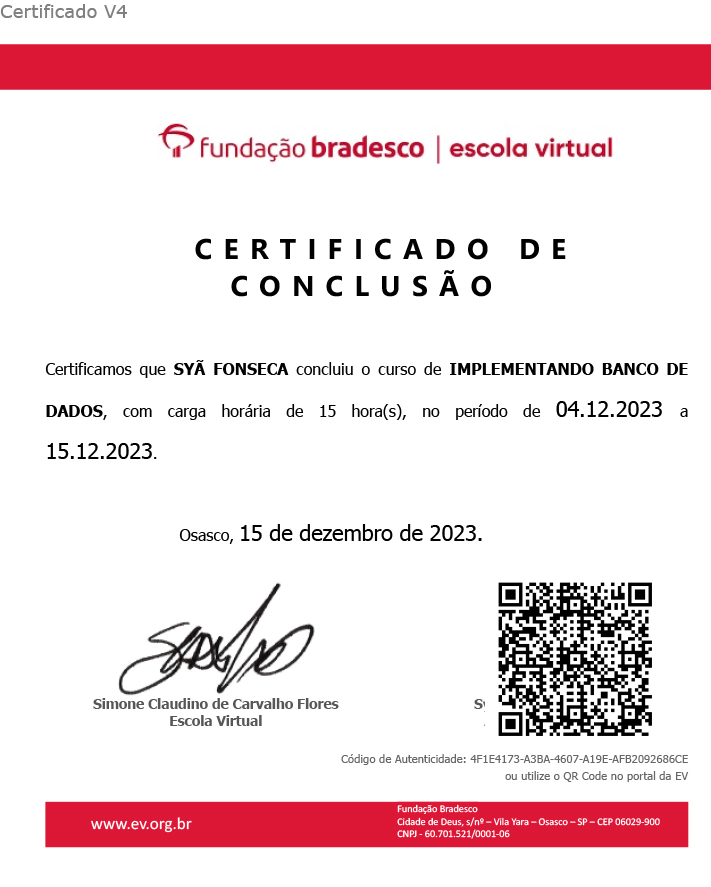 Certificado V4
fundação bradesco | escola virtual
CERTIFICADO DE
CONCLUSÃO
Certificamos que SYÃ FONSECA concluiu o curso de IMPLEMENTANDO BANCO DE
DADOS, com carga horária de 15 hora(s), no período de 04.12.2023 a
15.12.2023.
Osasco, 15 de dezembro de 2023.
Simone Claudino de Carvalho Flores
Escola Virtual
Código de Autenticidade: 4F1E4173-A3BA-4607-A19E-AFB2092686CE
ou utilize o QR Code no portal da EV
www.ev.org.br
Fundação Bradesco
Cidade de Deus, s/nº – Vila Yara – Osasco – SP – CEP 06029-900
CNPJ - 60.701.521/0001-06